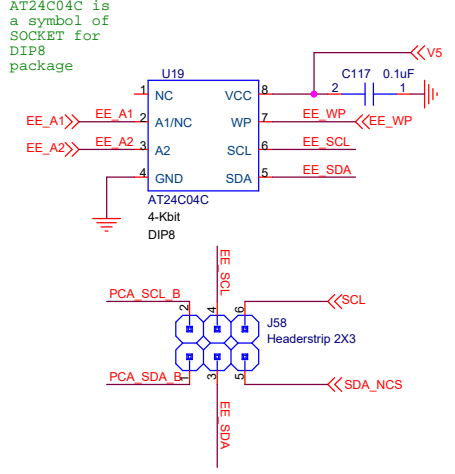 AT24C04C is
a symbol of
SOCKET for
DIP8
package
V5
U19
C117 0.1uF
1 NC VCC 8 2 1
EE_A1 EE_A1 2 A1/NC WP 7 EE_WP EE_WP
EE_A2 EE_A2 3 A2 SCL 6 EE_SCL
4 GND SDA 5 EE_SDA
AT24C04C
4-Kbit
DIP8
EE_SCL
PCA_SCL_B 2 4 6 SCL
J58
Headerstrip 2X3
PCA_SDA_B 1 3 5 SDA_NCS
EE_SDA